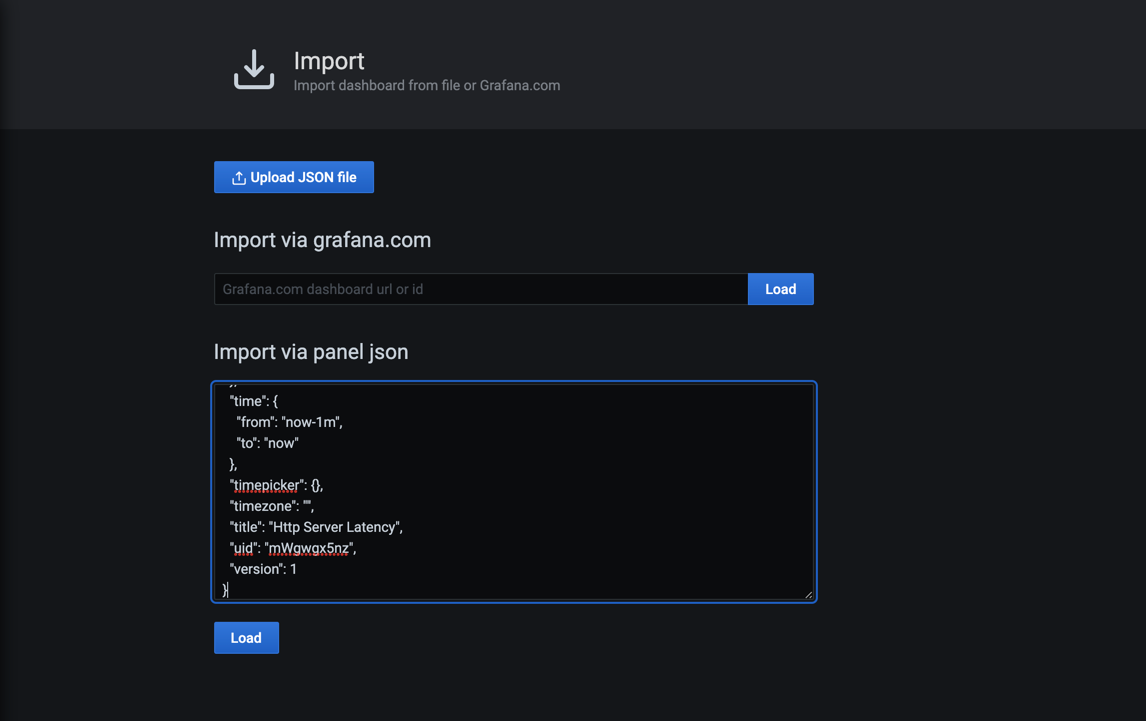 Import
Import dashboard from file or Grafana.com
Upload JSON file
Import via grafana.com
Grafana.com dashboard url or id
Load
Import via panel json
"time": {
"from": "now-1m",
"to": "now"
},
"timepicker": {},
"timezone": "",
"title": "Http Server Latency",
"uid": "mWgwgx5nz",
"version": 1
}
Load